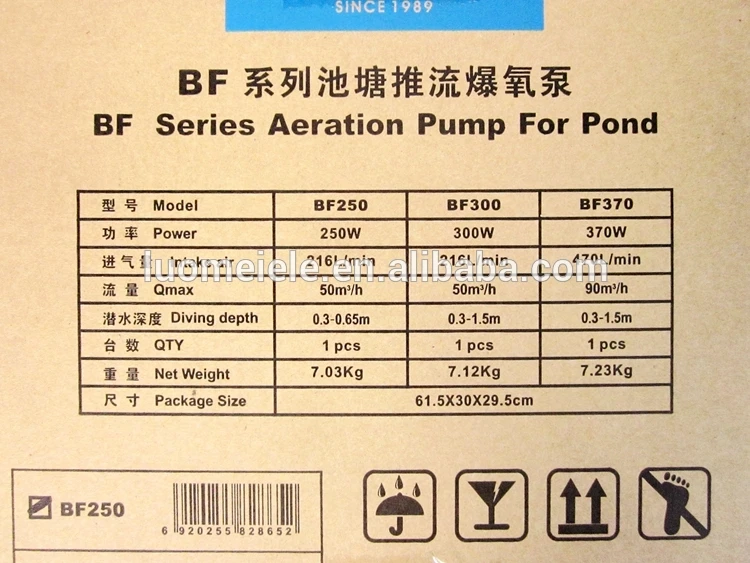 SINCE 1989
BF 系列池塘推流爆氧泵
BF Series Aeration Pump For Pond
型 号 Model BF250 BF300 BF370
功 率 Power 250W 300W 370W
进气量 Intake air 216L/min 216L/min 470L/min
luomeiele.en.alibaba.com
流 量 Qmax 50m³/h 50m³/h 90m³/h
潜水深度 Diving depth 0.3-0.65m 0.3-1.5m 0.3-1.5m
台 数 QTY 1 pcs 1 pcs 1 pcs
重 量 Net Weight 7.03Kg 7.12Kg 7.23Kg
尺 寸 Package Size 61.5X30X29.5cm
BF250
6 920255 828652